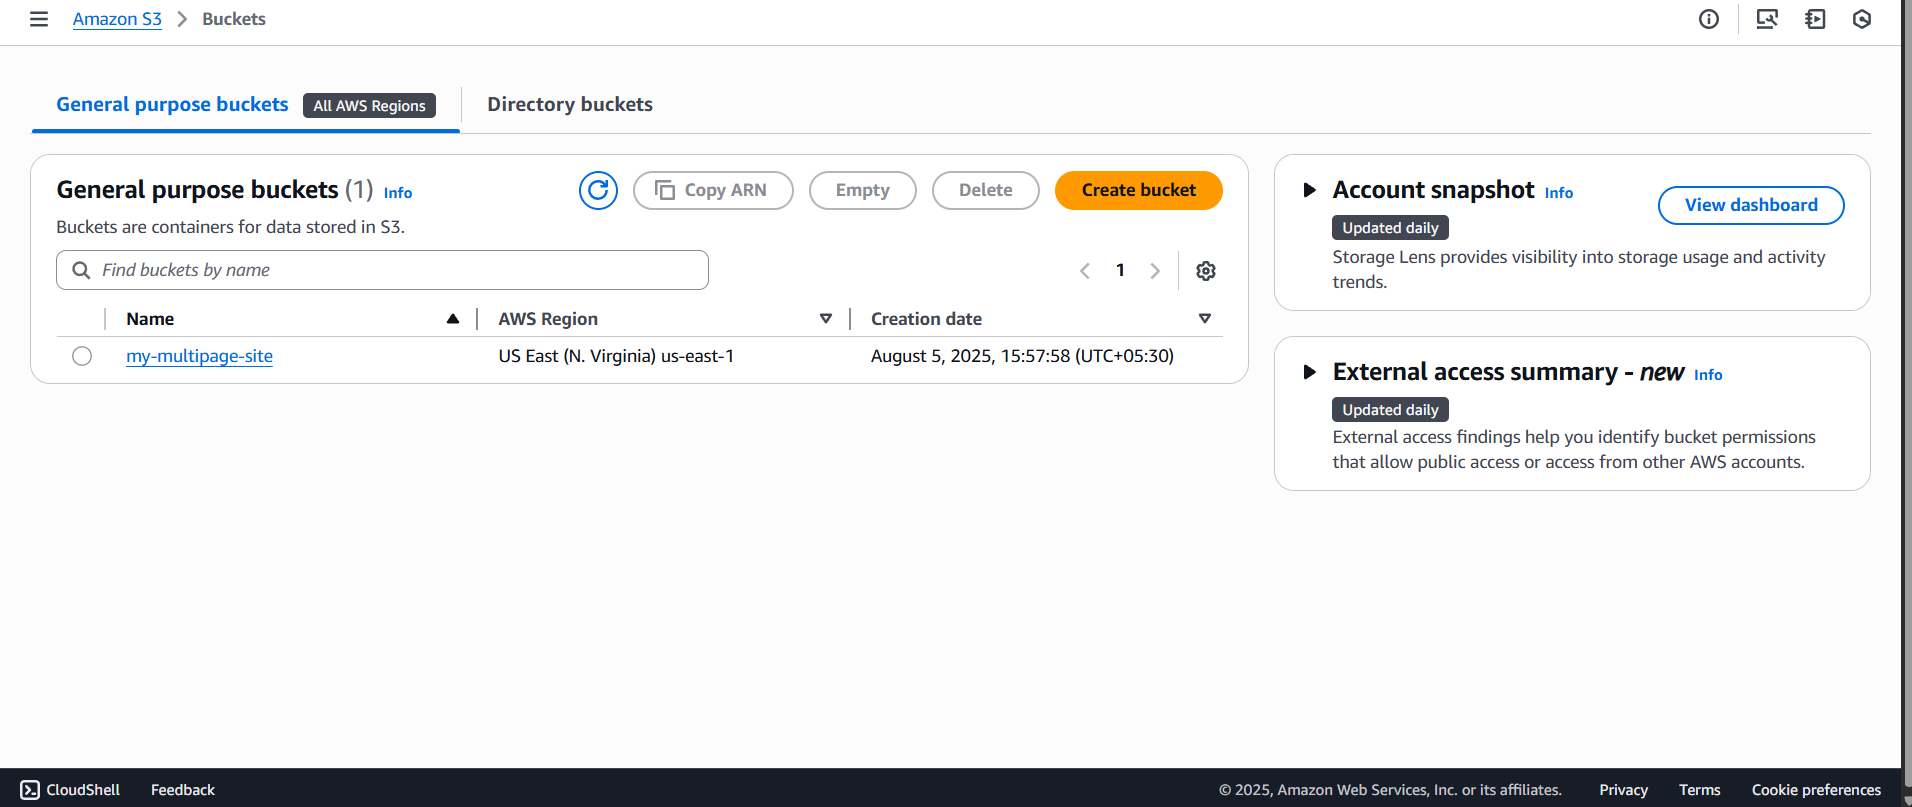 Amazon S3 > Buckets
General purpose buckets All AWS Regions Directory buckets
General purpose buckets (1) Info
Copy ARN Empty Delete Create bucket
Buckets are containers for data stored in S3.
Find buckets by name
1
Name AWS Region Creation date
my-multipage-site US East (N. Virginia) us-east-1 August 5, 2025, 15:57:58 (UTC+05:30)
Account snapshot Info
View dashboard
Updated daily
Storage Lens provides visibility into storage usage and activity
trends.
External access summary - new Info
Updated daily
External access findings help you identify bucket permissions
that allow public access or access from other AWS accounts.
CloudShell Feedback © 2025, Amazon Web Services, Inc. or its affiliates. Privacy Terms Cookie preferences